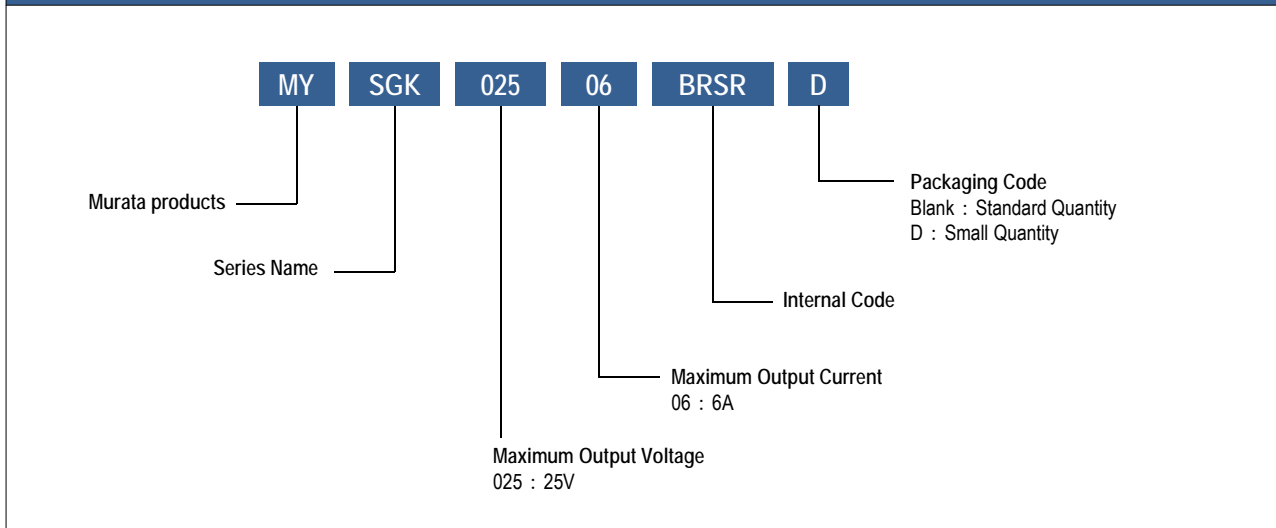 MY SGK 025 06 BRSR D
Murata products
Series Name
Packaging Code
Blank : Standard Quantity
D : Small Quantity
Internal Code
Maximum Output Current
06 : 6A
Maximum Output Voltage
025 : 25V